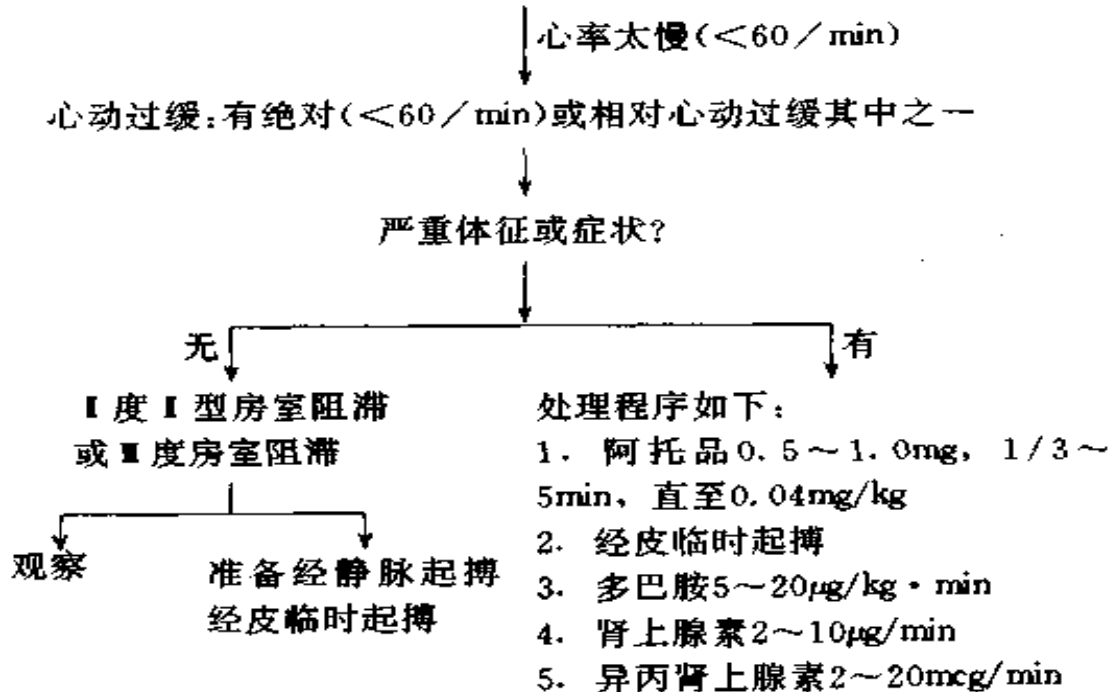 心率太慢(<60／min)
心动过缓:有绝对(<60／min)或相对心动过缓其中之一
严重体征或症状?
无
有
Ⅱ度Ⅱ型房室阻滞
或Ⅲ度房室阻滞
观察
准备经静脉起搏
经皮临时起搏
处理程序如下:
1. 阿托品0.5～1.0mg, 1/3～
5min、直至0.04mg/kg
2. 经皮临时起搏
3. 多巴胺5～20μg/kg·min
4. 肾上腺素2～10μg/min
5. 异丙肾上腺素2～20mcg/min